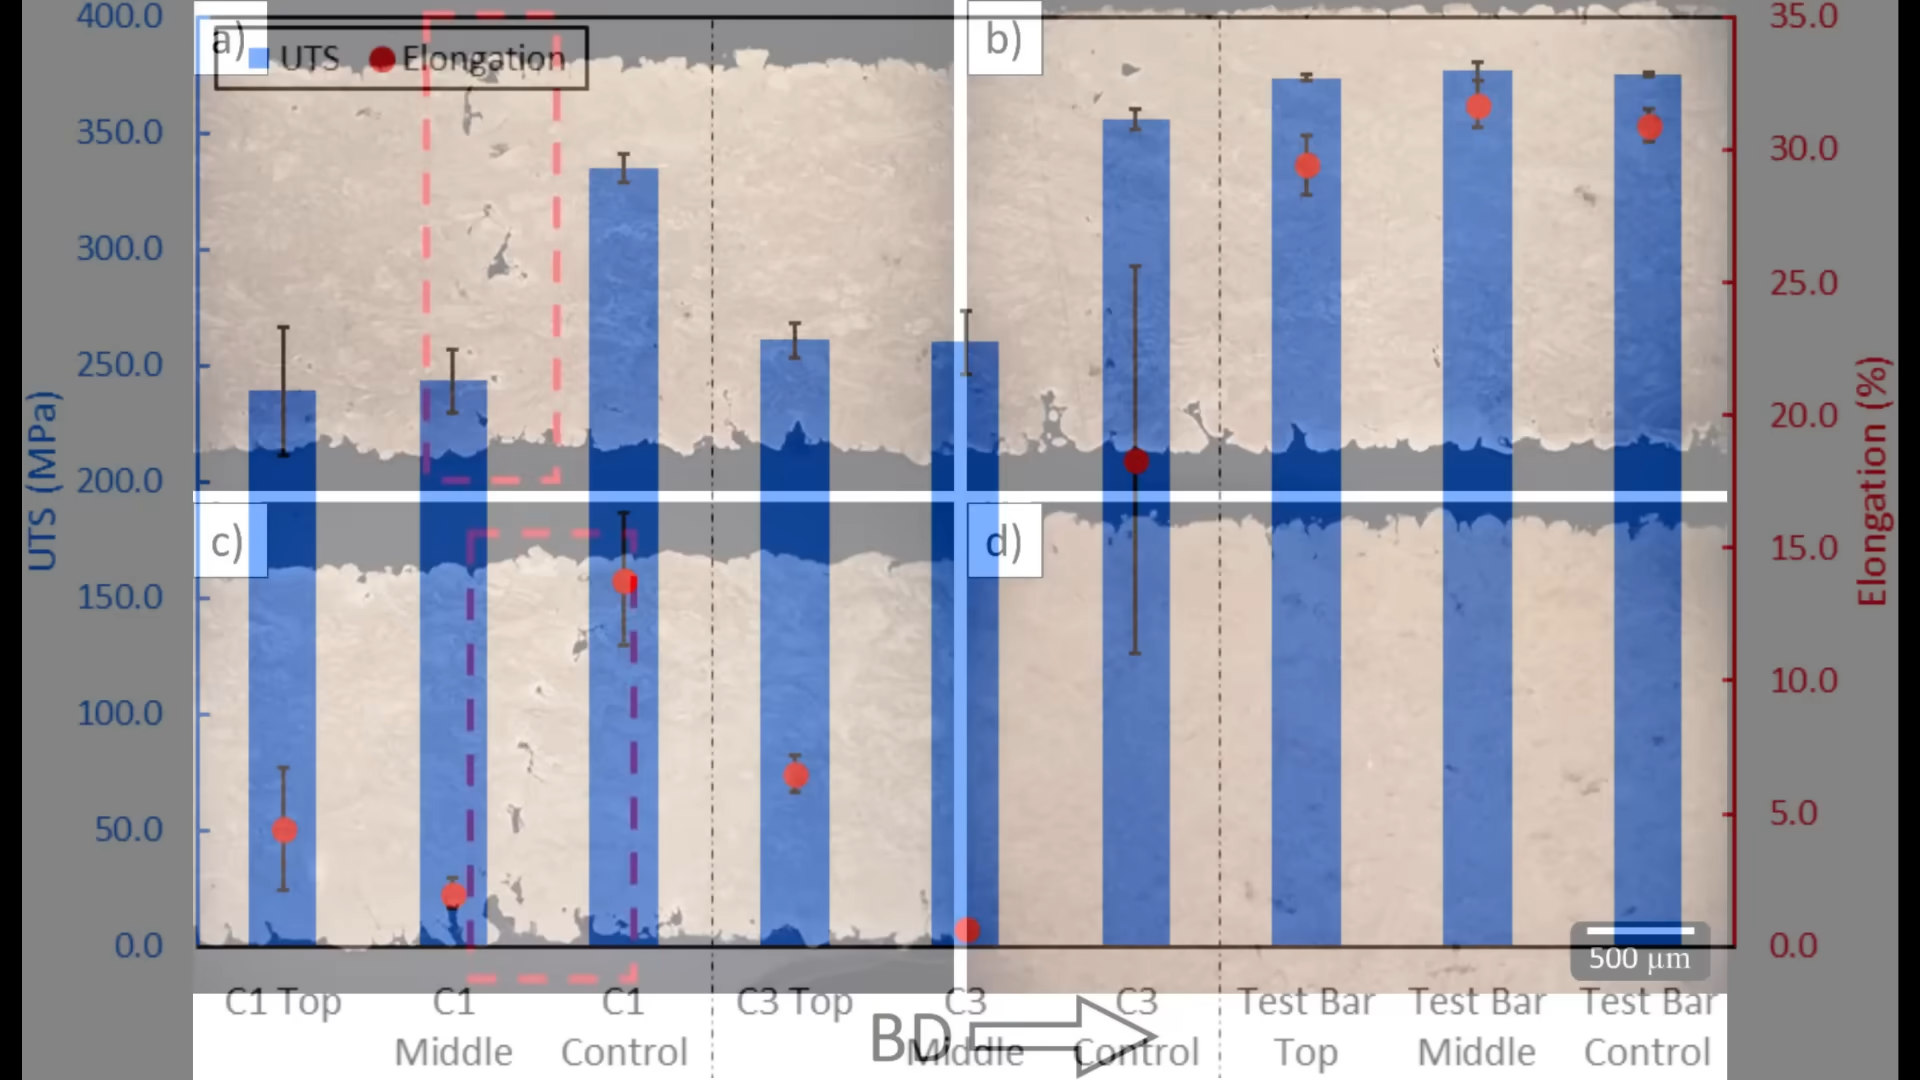 400.0
350.0
300.0
250.0
200.0
150.0
100.0
50.0
0.0
UTS (MPa)
a)
UTS Elongation
b)
c)
d)
35.0
30.0
25.0
20.0
15.0
10.0
5.0
0.0
Elongation (%)
500 µm
C1 Top
C1
Middle
C1
Control
C3 Top
C3
Middle
C3
Control
Test Bar
Top
Test Bar
Middle
Test Bar
Control
BD